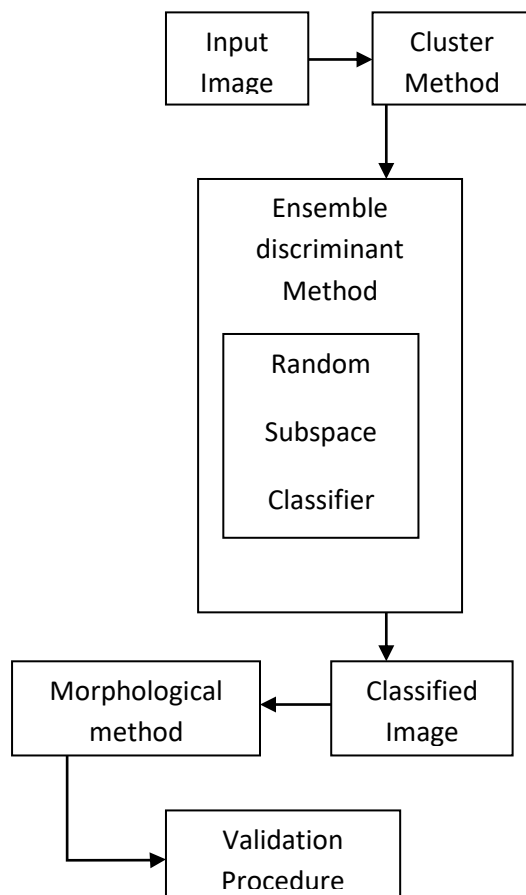 Input
Image
Cluster
Method
Ensemble
discriminant
Method
Random
Subspace
Classifier
Classified
Image
Morphological
method
Validation
Procedure